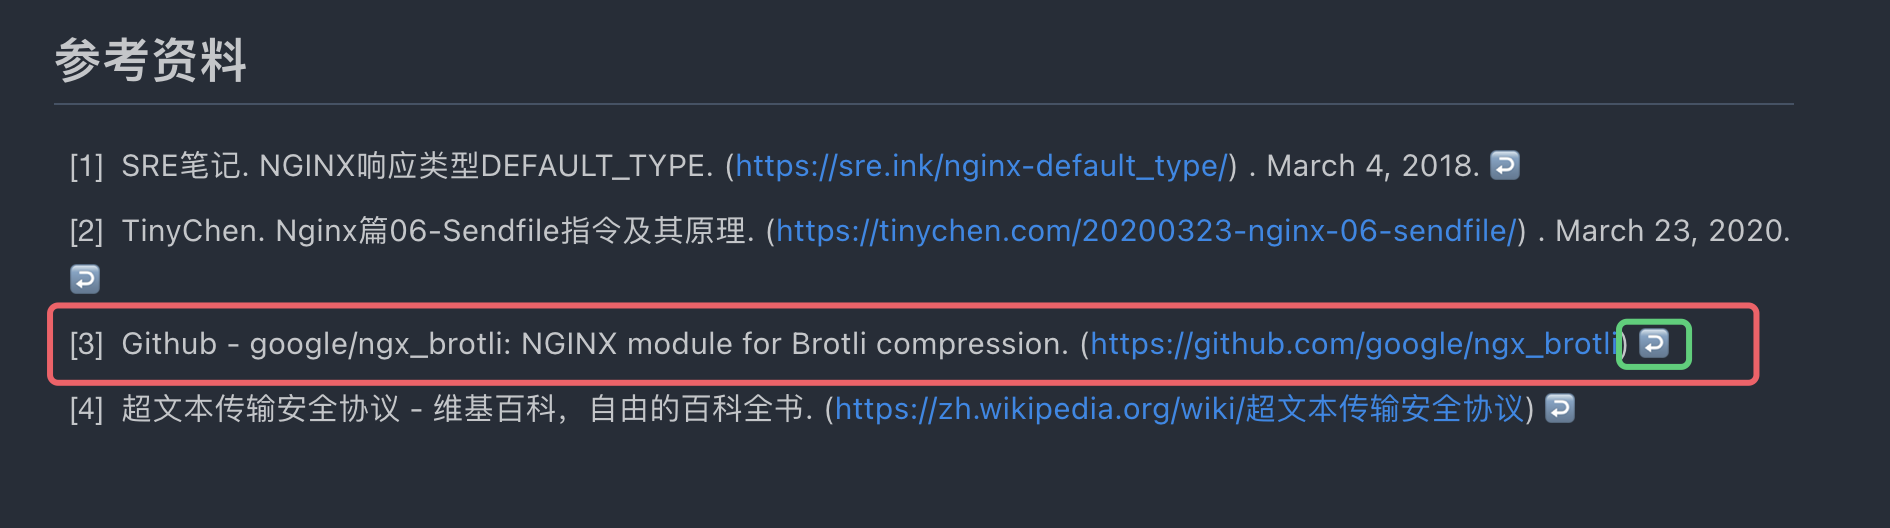 参考资料
[1] SRE笔记. NGINX响应类型DEFAULT_TYPE. (https://sre.ink/nginx-default_type/) . March 4, 2018. ↩️
[2] TinyChen. Nginx篇06-Sendfile指令及其原理. (https://tinychen.com/20200323-nginx-06-sendfile/) . March 23, 2020.
↩️
[3] Github - google/ngx_brotli: NGINX module for Brotli compression. (https://github.com/google/ngx_brotli) ↩️
[4] 超文本传输安全协议 - 维基百科，自由的百科全书. (https://zh.wikipedia.org/wiki/超文本传输安全协议) ↩️